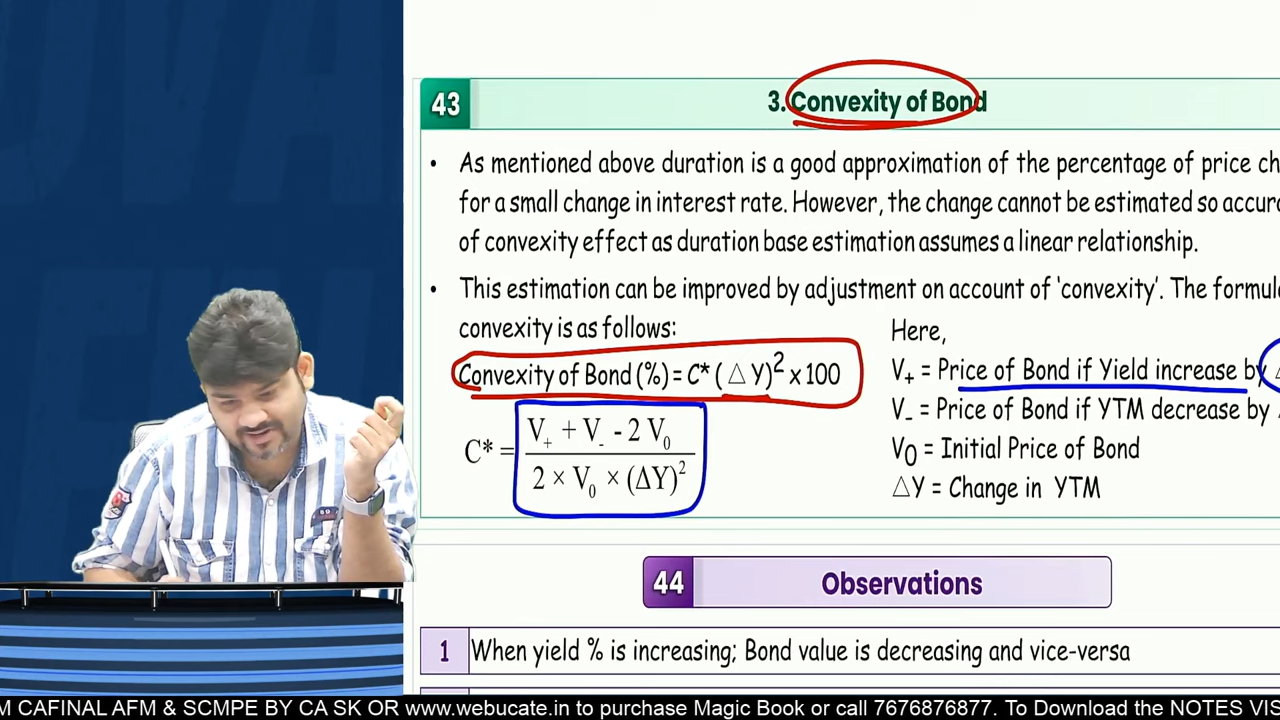 43
3. Convexity of Bond
• As mentioned above duration is a good approximation of the percentage of price ch
for a small change in interest rate. However, the change cannot be estimated so accura
of convexity effect as duration base estimation assumes a linear relationship.
• This estimation can be improved by adjustment on account of ‘convexity’. The formula
convexity is as follows:
Convexity of Bond (%) = C* (△ Y)² x 100
C* = (V₊ + V₋ - 2 V₀) / (2 × V₀ × (ΔY)²)
Here,
V₊ = Price of Bond if Yield increase by △
V₋ = Price of Bond if YTM decrease by
V₀ = Initial Price of Bond
△Y = Change in YTM
44
Observations
1 When yield % is increasing; Bond value is decreasing and vice-versa
M CAFINAL AFM & SCMPE BY CA SK OR www.webucate.in to purchase Magic Book or call 7676876877. To Download the NOTES VIS